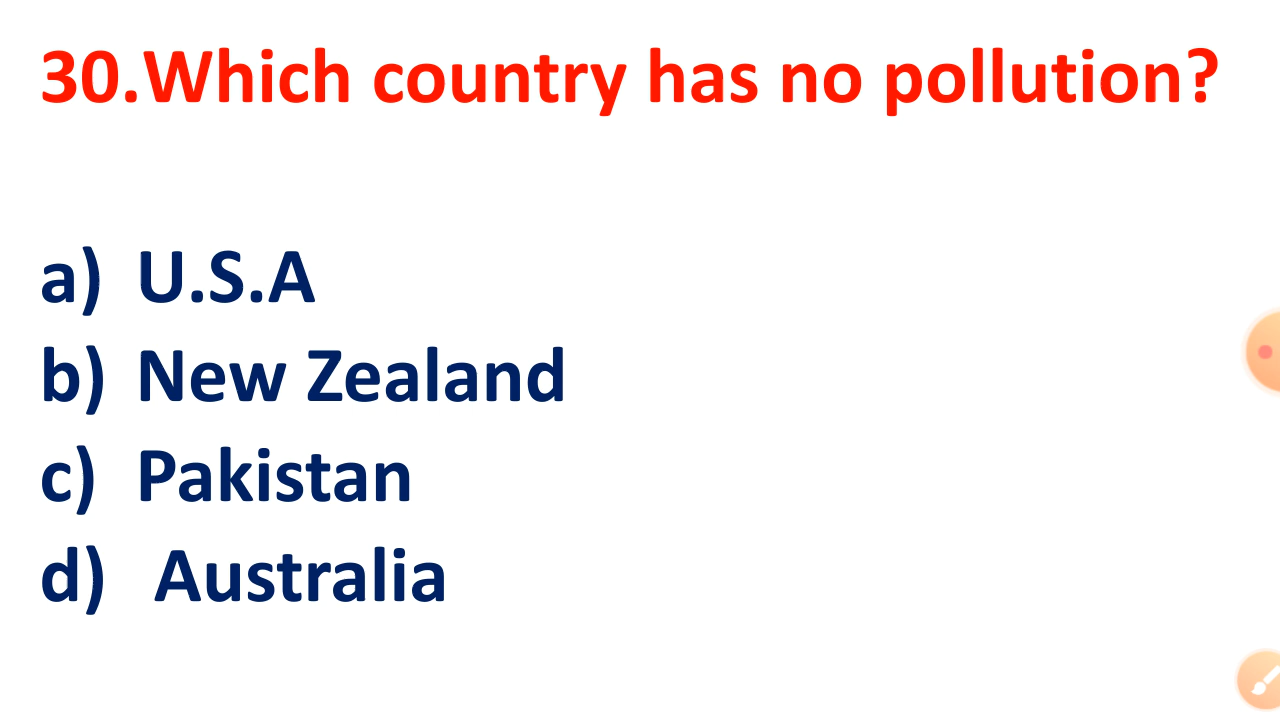 30.Which country has no pollution?
a) U.S.A
b) New Zealand
c) Pakistan
d) Australia